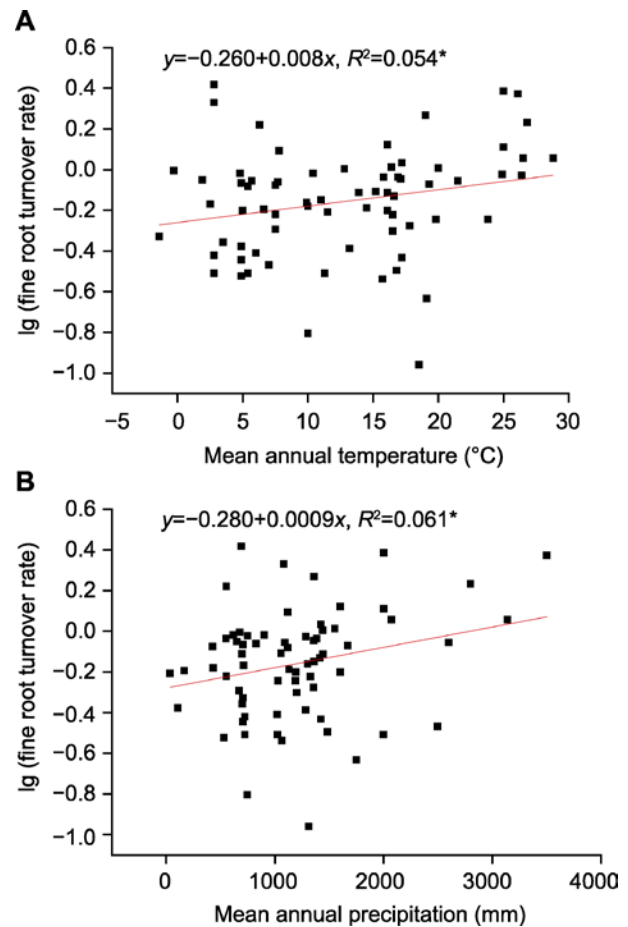 A
y=−0.260+0.008x, R²=0.054*
0.6
0.4
0.2
0.0
−0.2
−0.4
−0.6
−0.8
−1.0
lg (fine root turnover rate)
−5 0 5 10 15 20 25 30
Mean annual temperature (°C)
B
y=−0.280+0.0009x, R²=0.061*
0.6
0.4
0.2
0.0
−0.2
−0.4
−0.6
−0.8
−1.0
lg (fine root turnover rate)
0 1000 2000 3000 4000
Mean annual precipitation (mm)